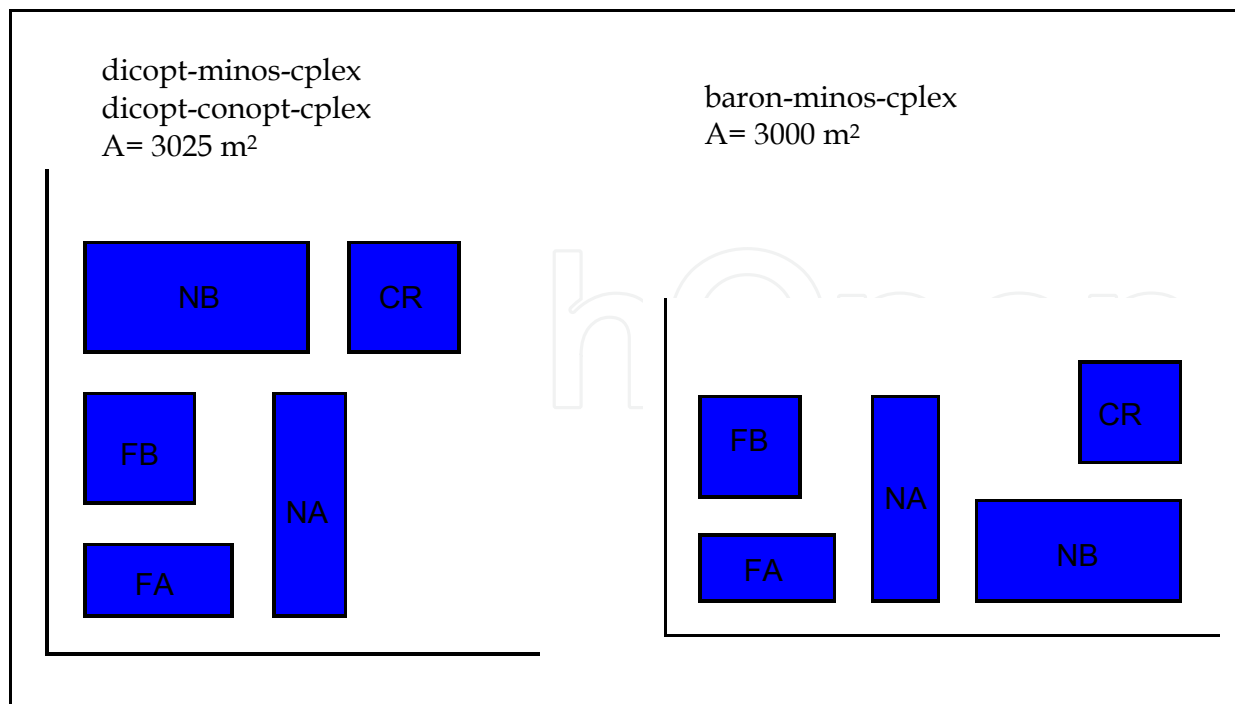 dicopt-minos-cplex
dicopt-conopt-cplex
A= 3025 m²
NB
CR
FB
NA
FA
baron-minos-cplex
A= 3000 m²
CR
FB
NA
NB
FA